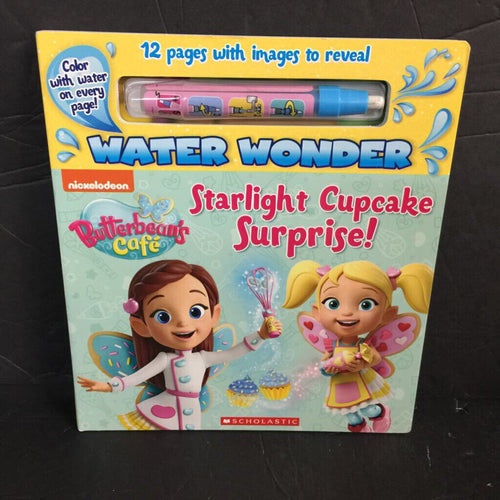 12 pages with images to reveal
Color
with water
on every
page!
WATER WONDER
nickelodeon
Butterbean's
Café
Starlight Cupcake
Surprise!
SCHOLASTIC